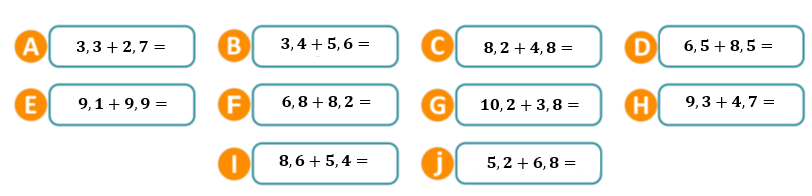 A 3,3 + 2,7 = B 3,4 + 5,6 = C 8,2 + 4,8 = D 6,5 + 8,5 =
E 9,1 + 9,9 = F 6,8 + 8,2 = G 10,2 + 3,8 = H 9,3 + 4,7 =
I 8,6 + 5,4 = j 5,2 + 6,8 =